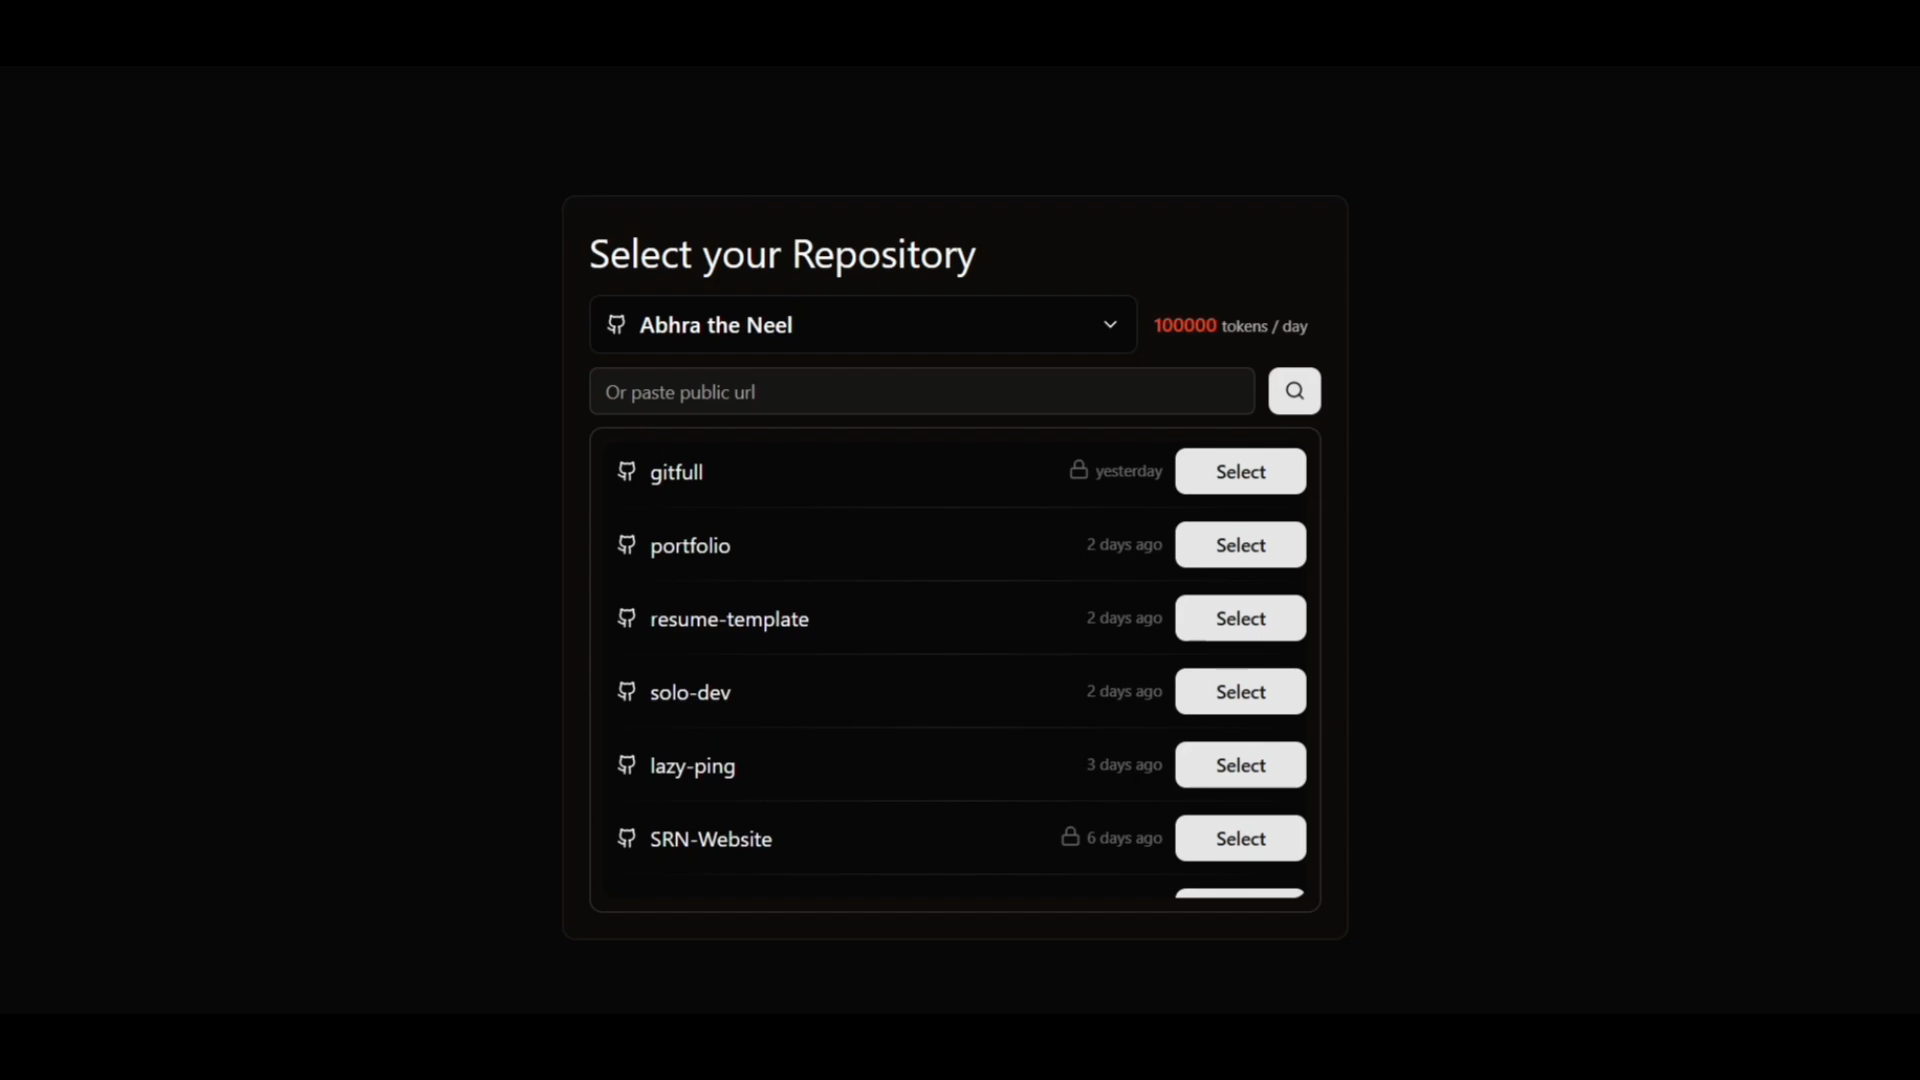 Select your Repository
Abhra the Neel
100000 tokens / day
Or paste public url
gitfull yesterday Select
portfolio 2 days ago Select
resume-template 2 days ago Select
solo-dev 2 days ago Select
lazy-ping 3 days ago Select
SRN-Website 6 days ago Select